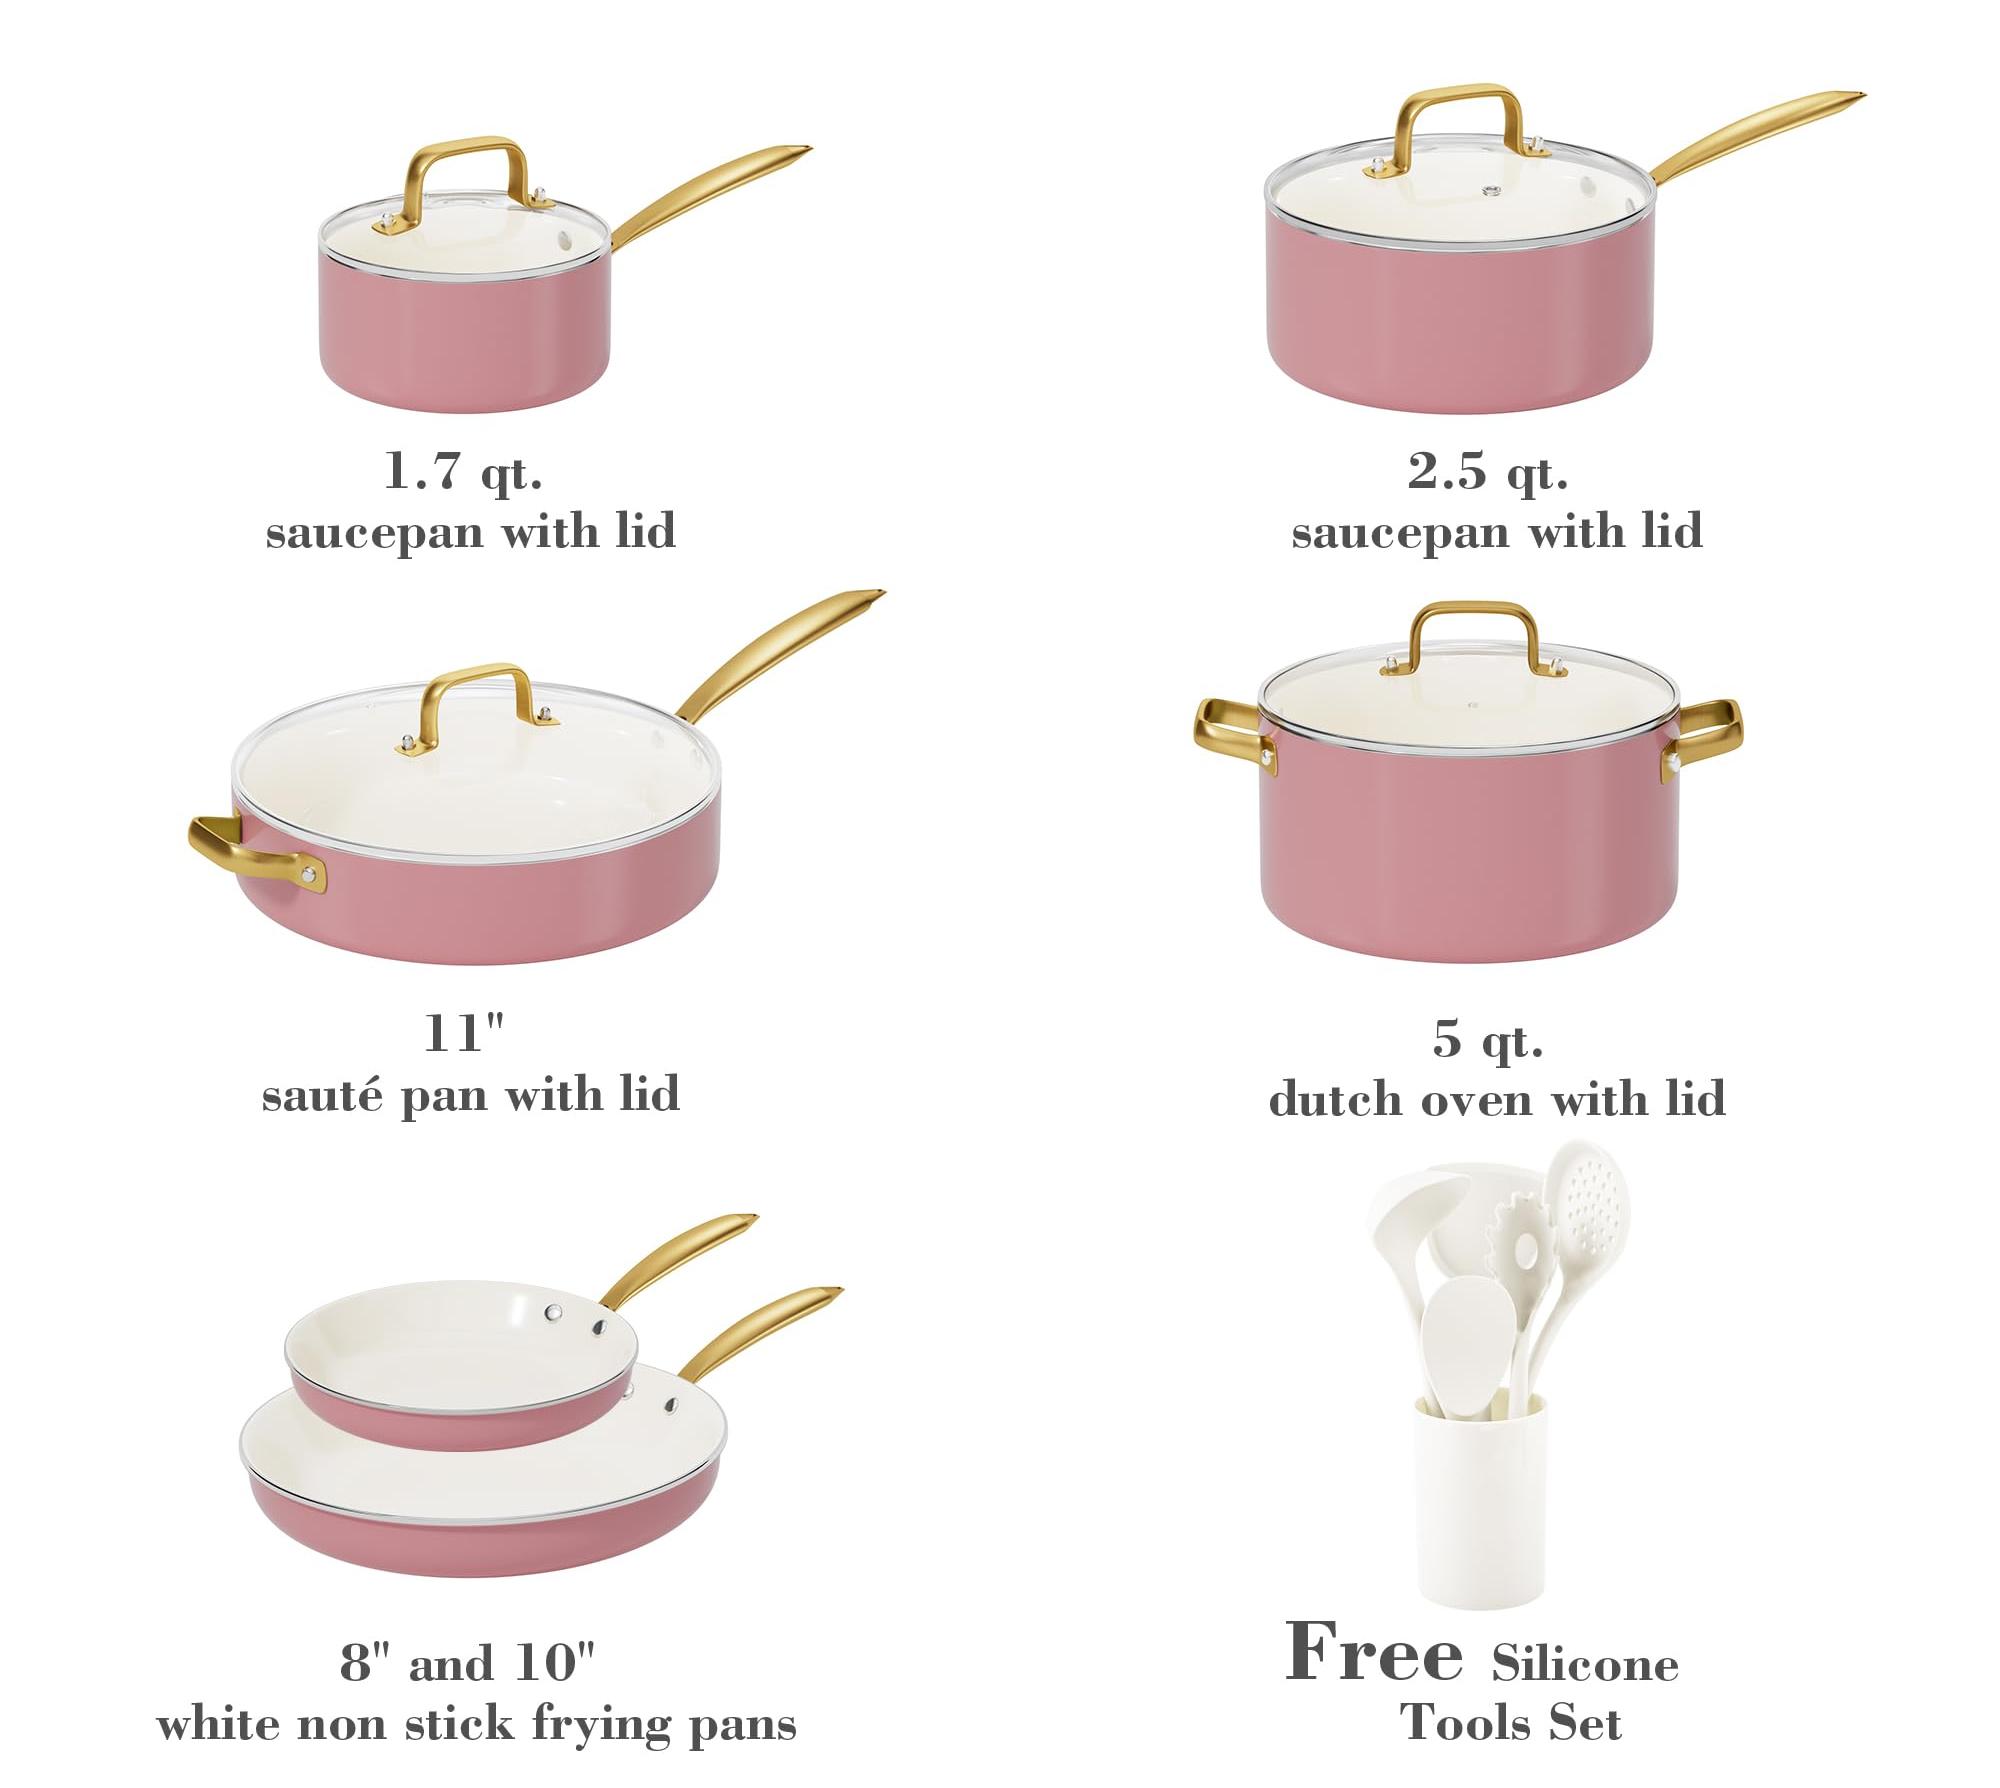 1.7 qt.
saucepan with lid
2.5 qt.
saucepan with lid
11"
sauté pan with lid
5 qt.
dutch oven with lid
8" and 10"
white non stick frying pans
Free Silicone
Tools Set